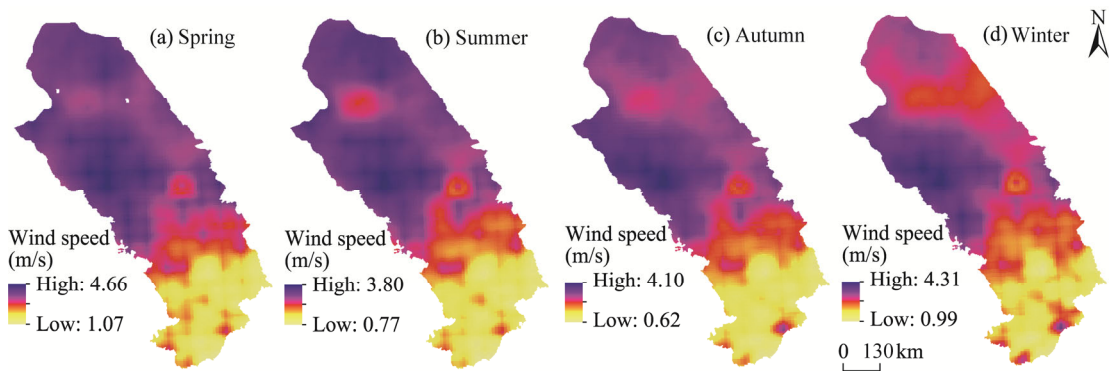 (a) Spring
Wind speed
(m/s)
High: 4.66
Low: 1.07
(b) Summer
Wind speed
(m/s)
High: 3.80
Low: 0.77
(c) Autumn
Wind speed
(m/s)
High: 4.10
Low: 0.62
(d) Winter
N
Wind speed
(m/s)
High: 4.31
Low: 0.99
0 130 km